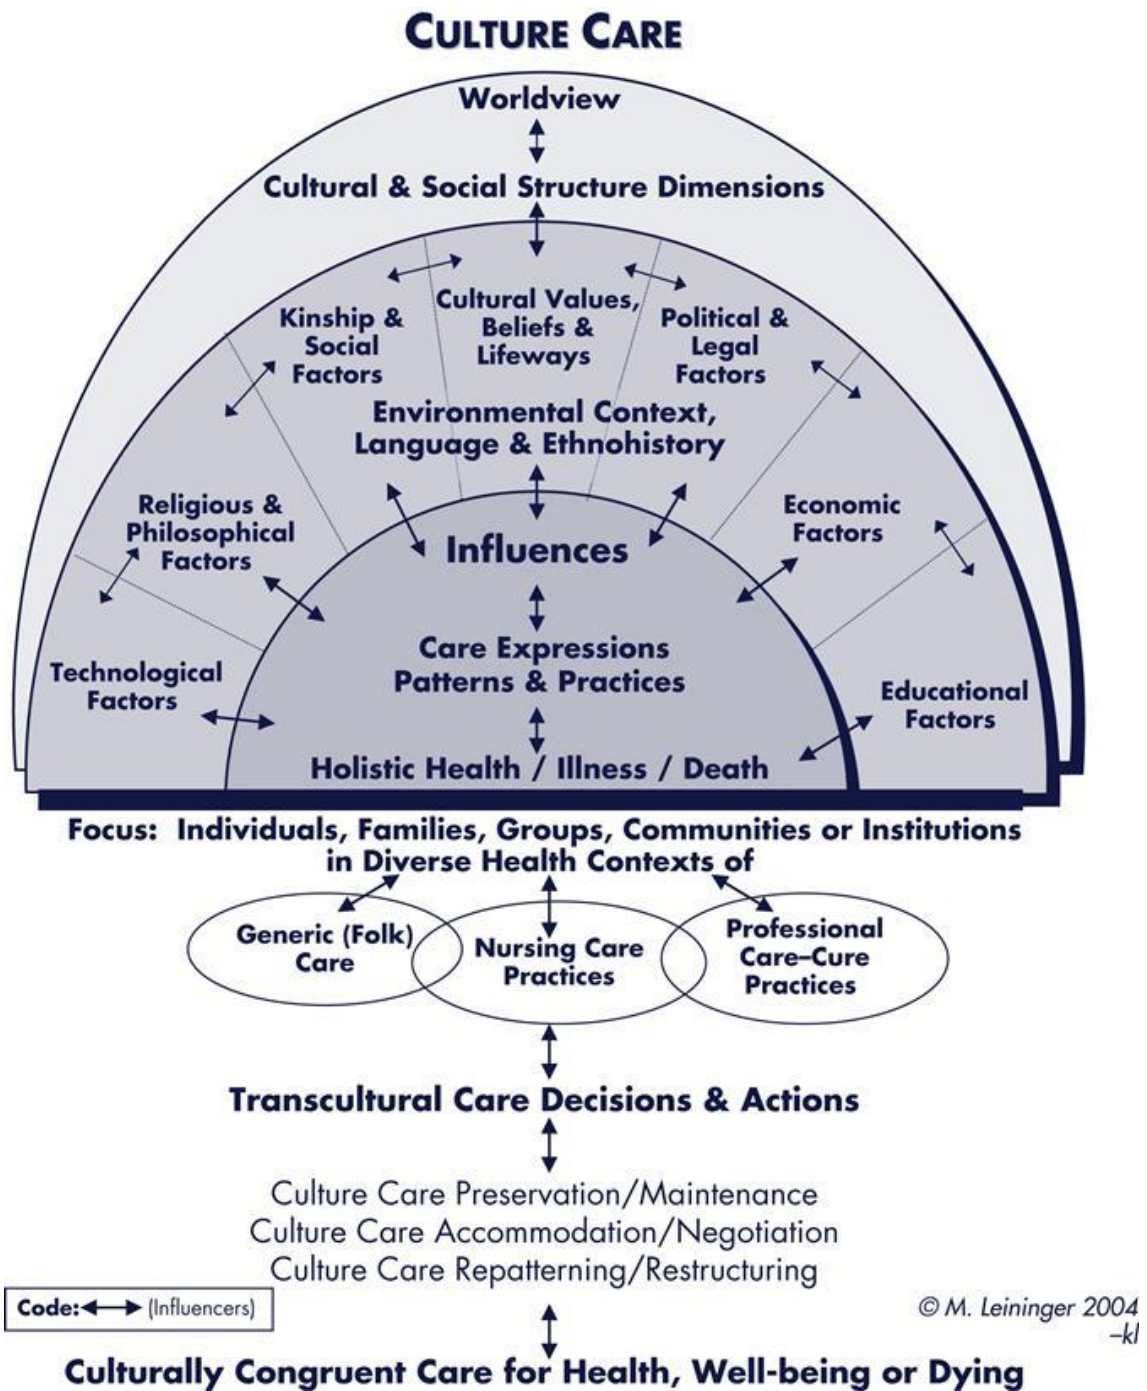 CULTURE CARE
Worldview
Cultural & Social Structure Dimensions
Cultural Values,
Beliefs &
Lifeways
Kinship &
Social
Factors
Political &
Legal
Factors
Environmental Context,
Language & Ethnohistory
Religious &
Philosophical
Factors
Economic
Factors
Influences
Care Expressions
Patterns & Practices
Technological
Factors
Educational
Factors
Holistic Health / Illness / Death
Focus: Individuals, Families, Groups, Communities or Institutions
in Diverse Health Contexts of
Generic (Folk)
Care
Nursing Care
Practices
Professional
Care–Cure
Practices
Transcultural Care Decisions & Actions
Culture Care Preservation/Maintenance
Culture Care Accommodation/Negotiation
Culture Care Repatterning/Restructuring
Code: (Influencers)
© M. Leininger 2004
–kl
Culturally Congruent Care for Health, Well-being or Dying